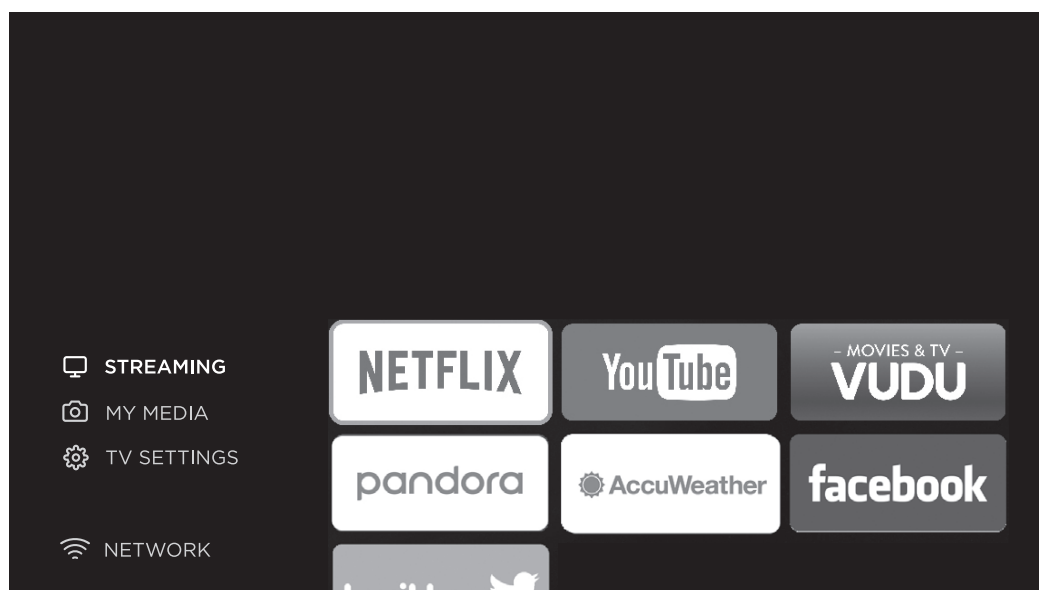 STREAMING
MY MEDIA
TV SETTINGS
NETWORK
NETFLIX
YouTube
– MOVIES & TV –
VUDU
pandora
AccuWeather
facebook